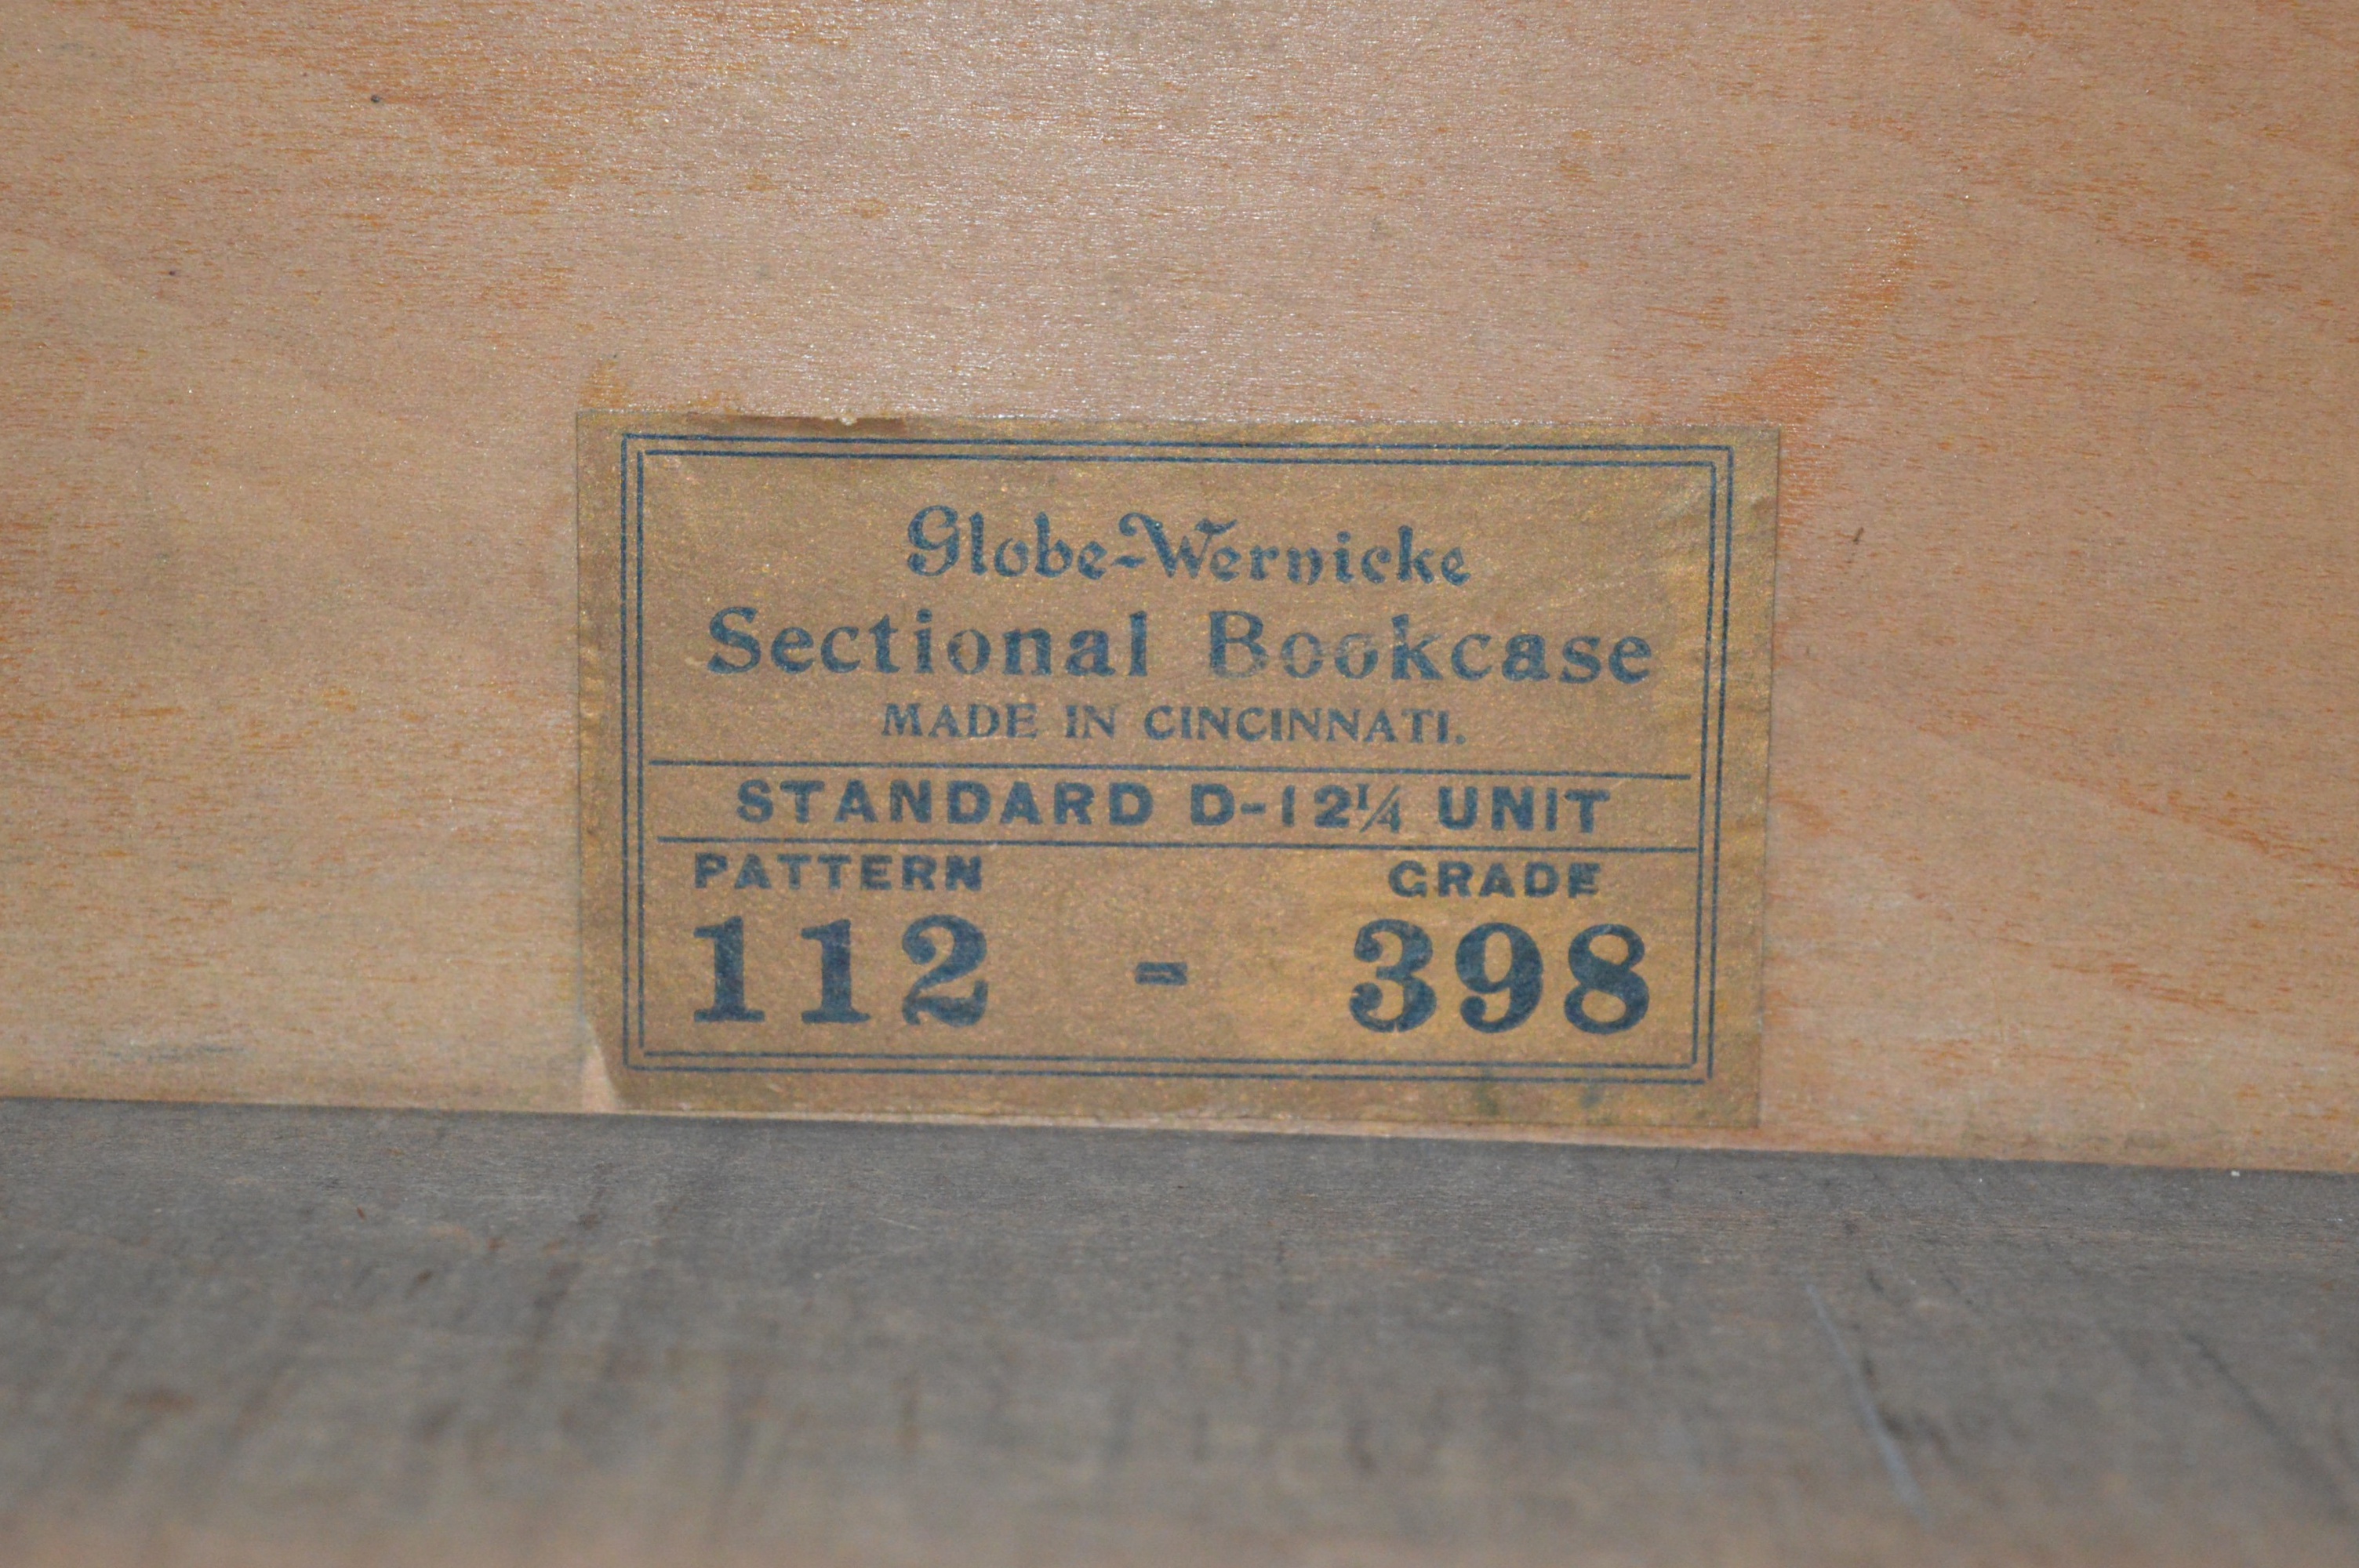 Globe-Wernicke
Sectional Bookcase
MADE IN CINCINNATI.
STANDARD D-12¼ UNIT
PATTERN GRADE
112 - 398